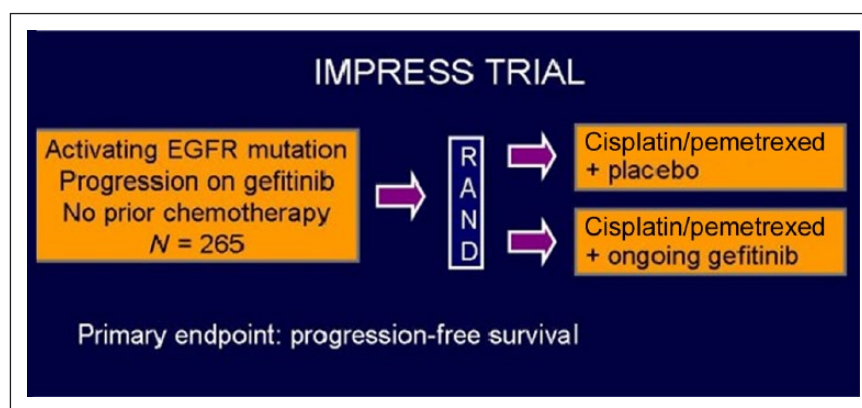 IMPRESS TRIAL
Activating EGFR mutation
Progression on gefitinib
No prior chemotherapy
N = 265
RAND
Cisplatin/pemetrexed
+ placebo
Cisplatin/pemetrexed
+ ongoing gefitinib
Primary endpoint: progression-free survival